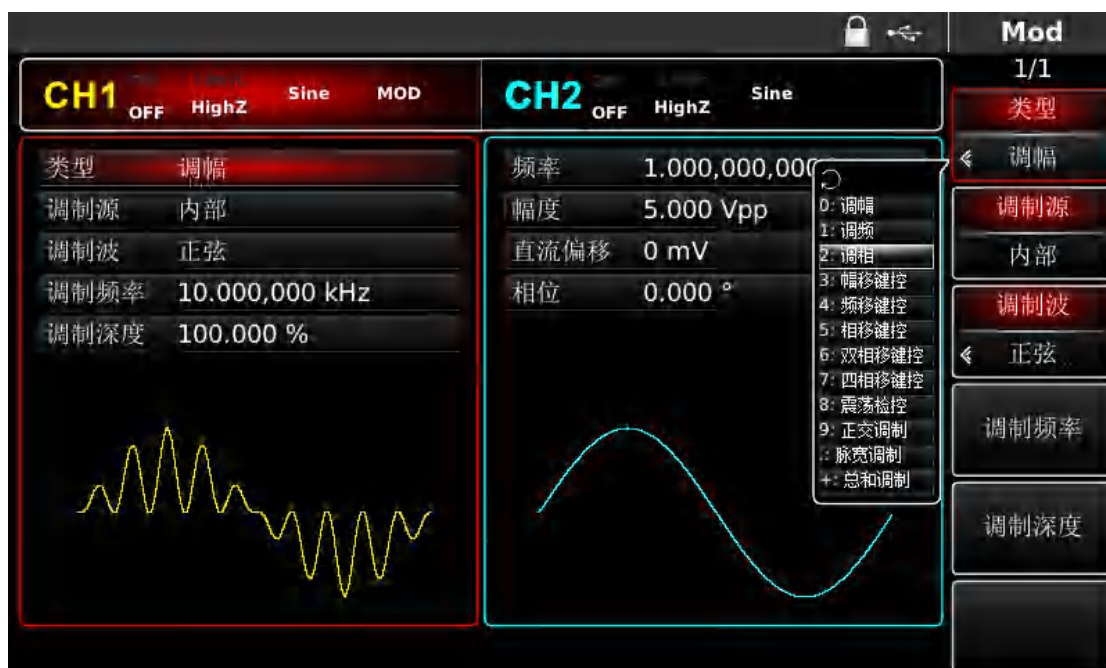 Mod
1/1
CH1 OFF HighZ Sine MOD
CH2 OFF HighZ Sine
类型
调幅
类型 调幅
调制源 内部
调制波 正弦
调制频率 10.000,000 kHz
调制深度 100.000 %
频率 1.000,000,000
幅度 5.000 Vpp
直流偏移 0 mV
相位 0.000 °
0: 调幅
1: 调频
2: 调相
3: 幅移键控
4: 频移键控
5: 相移键控
6: 双相移键控
7: 四相移键控
8: 震荡检控
9: 正交调制
.: 脉宽调制
+: 总和调制
调制源
内部
调制波
正弦
调制频率
调制深度